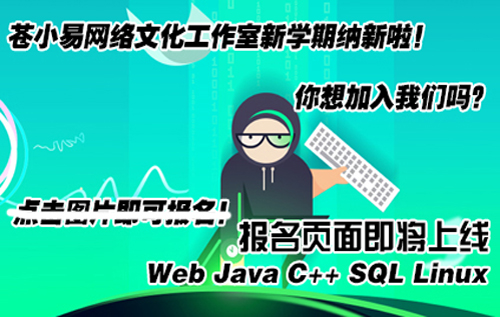 苍小易网络文化工作室新学期纳新啦！
你想加入我们吗？
点击图片即可报名！
报名页面即将上线
Web Java C++ SQL Linux